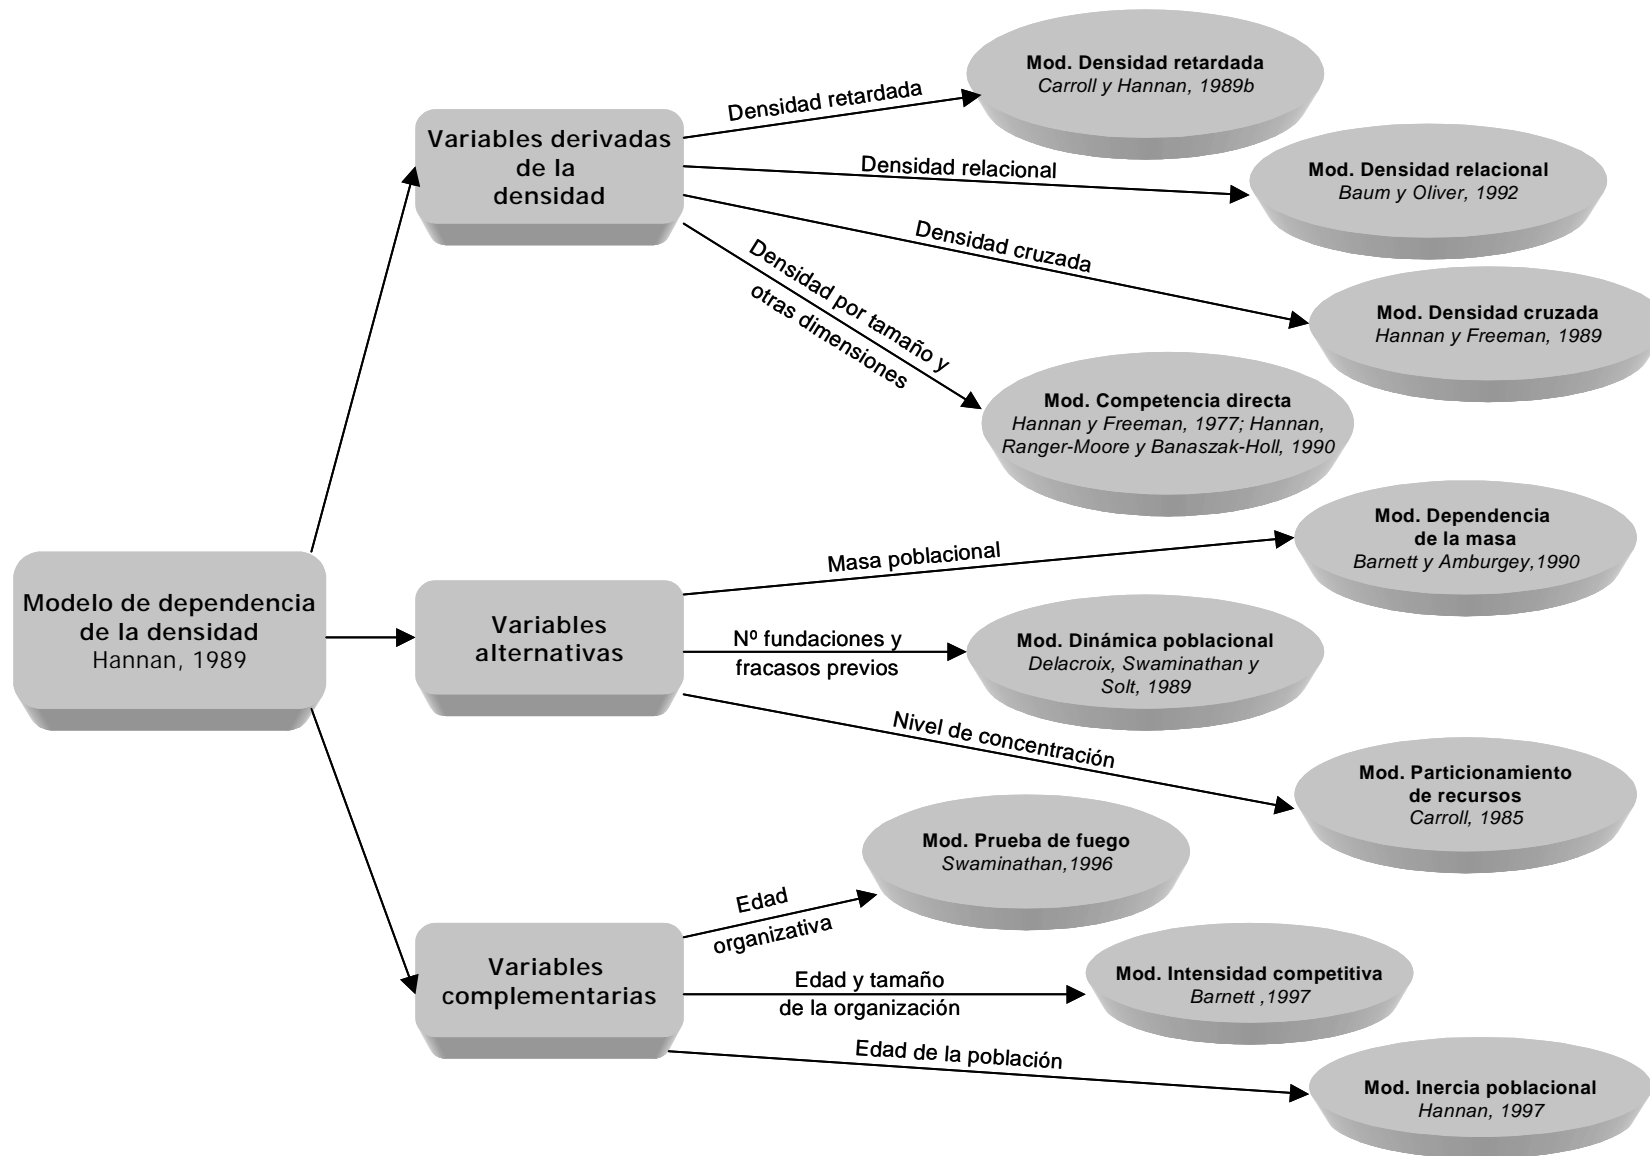 Modelo de dependencia
de la densidad
Hannan, 1989
Variables derivadas
de la
densidad
Densidad retardada
Mod. Densidad retardada
Carroll y Hannan, 1989b
Densidad relacional
Mod. Densidad relacional
Baum y Oliver, 1992
Densidad cruzada
Mod. Densidad cruzada
Hannan y Freeman, 1989
Densidad por tamaño y
otras dimensiones
Mod. Competencia directa
Hannan y Freeman, 1977; Hannan,
Ranger-Moore y Banaszak-Holl, 1990
Variables
alternativas
Masa poblacional
Mod. Dependencia
de la masa
Barnett y Amburgey,1990
Nº fundaciones y
fracasos previos
Mod. Dinámica poblacional
Delacroix, Swaminathan y
Solt, 1989
Nivel de concentración
Mod. Particionamiento
de recursos
Carroll, 1985
Variables
complementarias
Edad
organizativa
Mod. Prueba de fuego
Swaminathan,1996
Edad y tamaño
de la organización
Mod. Intensidad competitiva
Barnett ,1997
Edad de la población
Mod. Inercia poblacional
Hannan, 1997